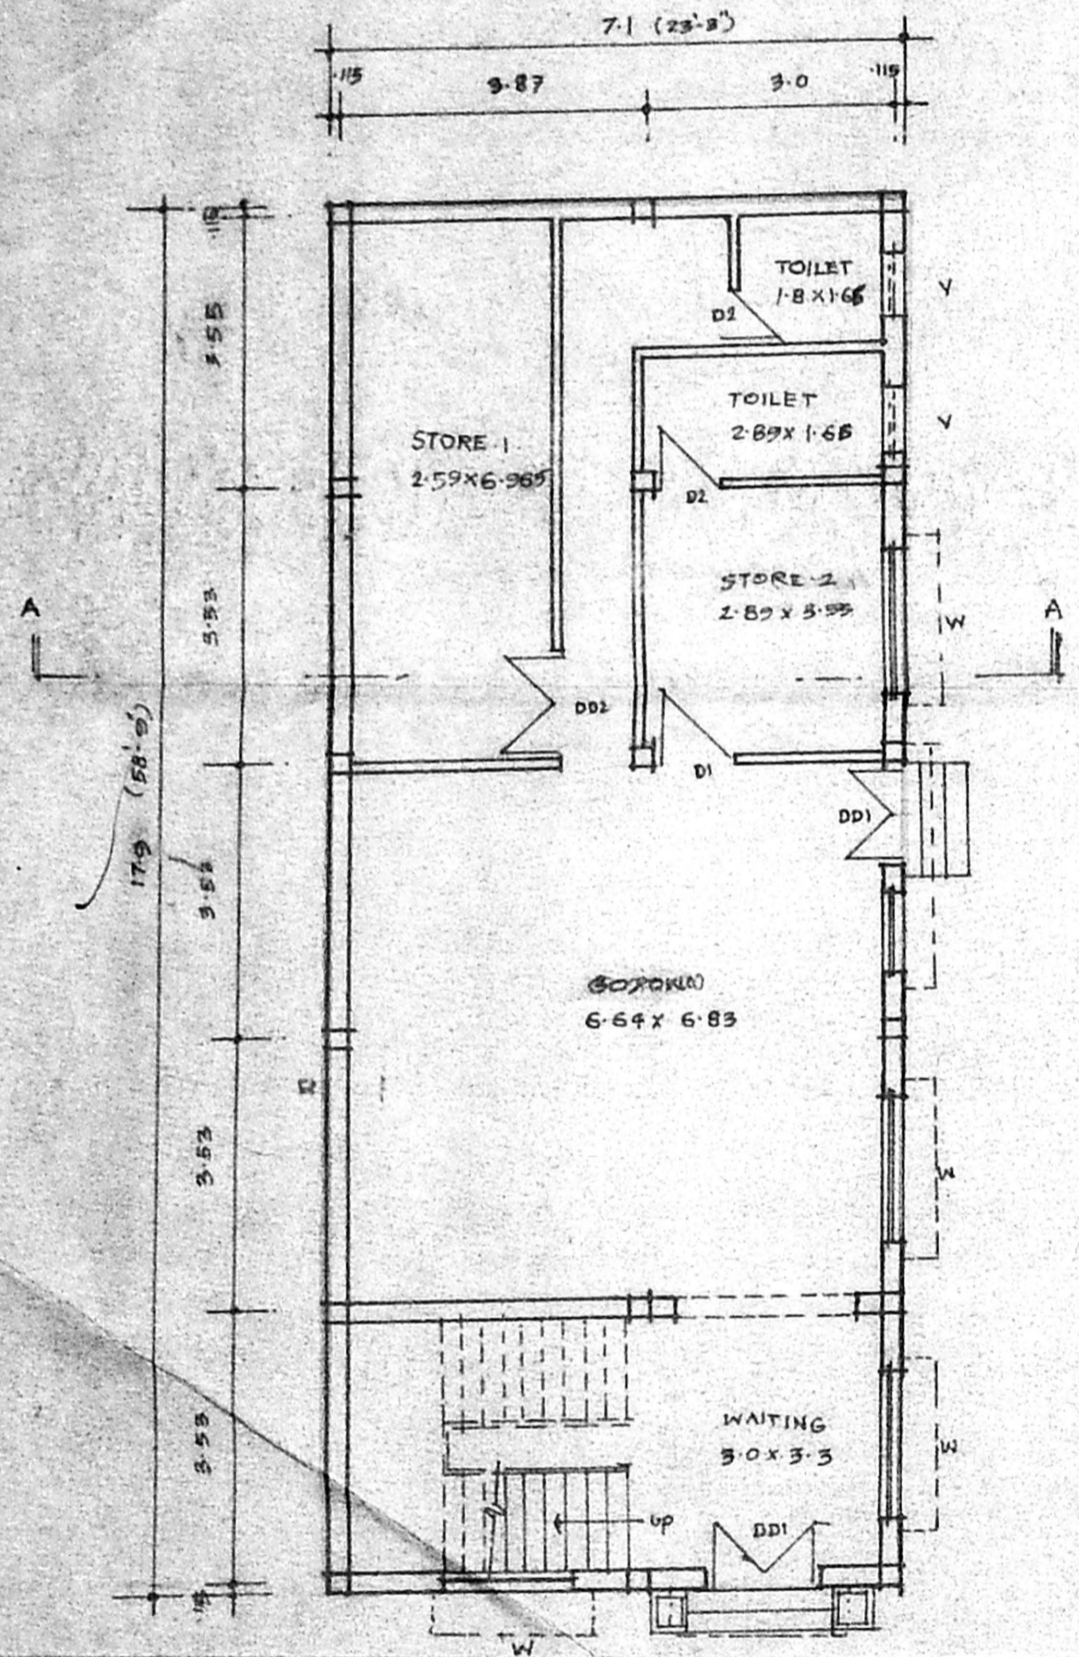 7.1 (23'-3")
.115
3.87
3.0
.115
.115
TOILET
1.8 X 1.65
V
D2
3.55
TOILET
2.89 X 1.65
V
STORE-1
2.59X6.965
D2
STORE-2
2.89 X 3.55
A
3.53
W
A
DD2
17.9 (58'-9")
D1
DD1
3.53
GODOWN
6.64 X 6.83
3.53
W
WAITING
3.0 X 3.3
3.53
W
UP
DD1
.115
W